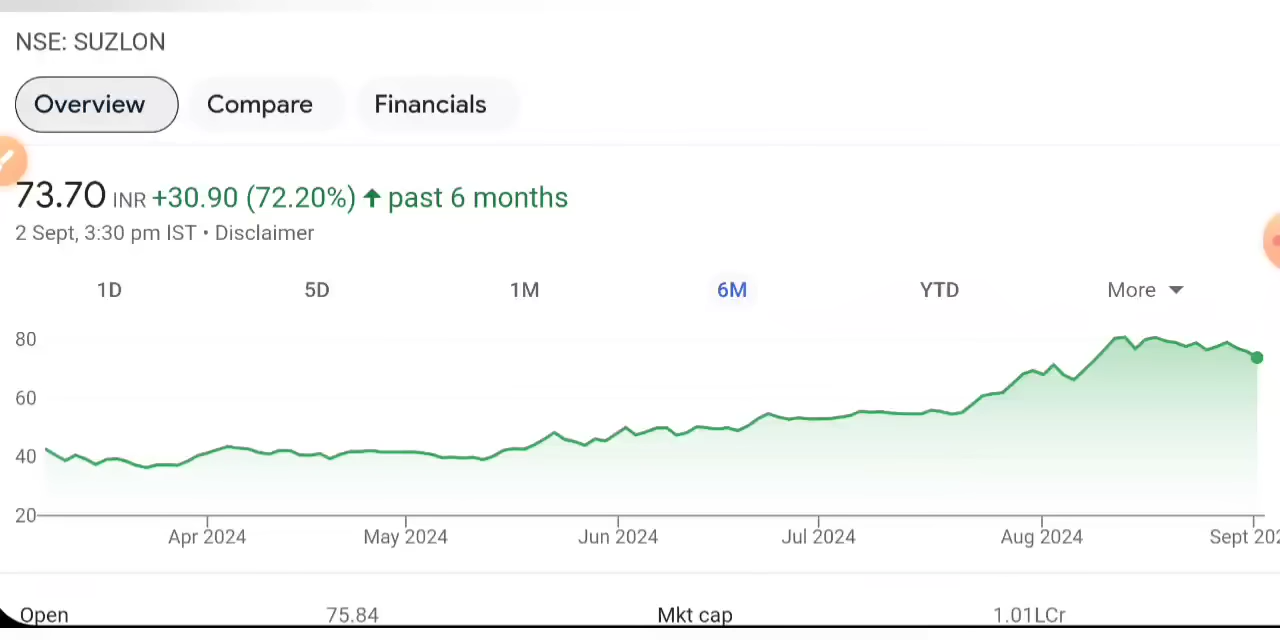 NSE: SUZLON
Overview Compare Financials
73.70 INR +30.90 (72.20%) ↑ past 6 months
2 Sept, 3:30 pm IST • Disclaimer
1D 5D 1M 6M YTD More
80
60
40
20
Apr 2024 May 2024 Jun 2024 Jul 2024 Aug 2024 Sept 202
Open 75.84 Mkt cap 1.01LCr